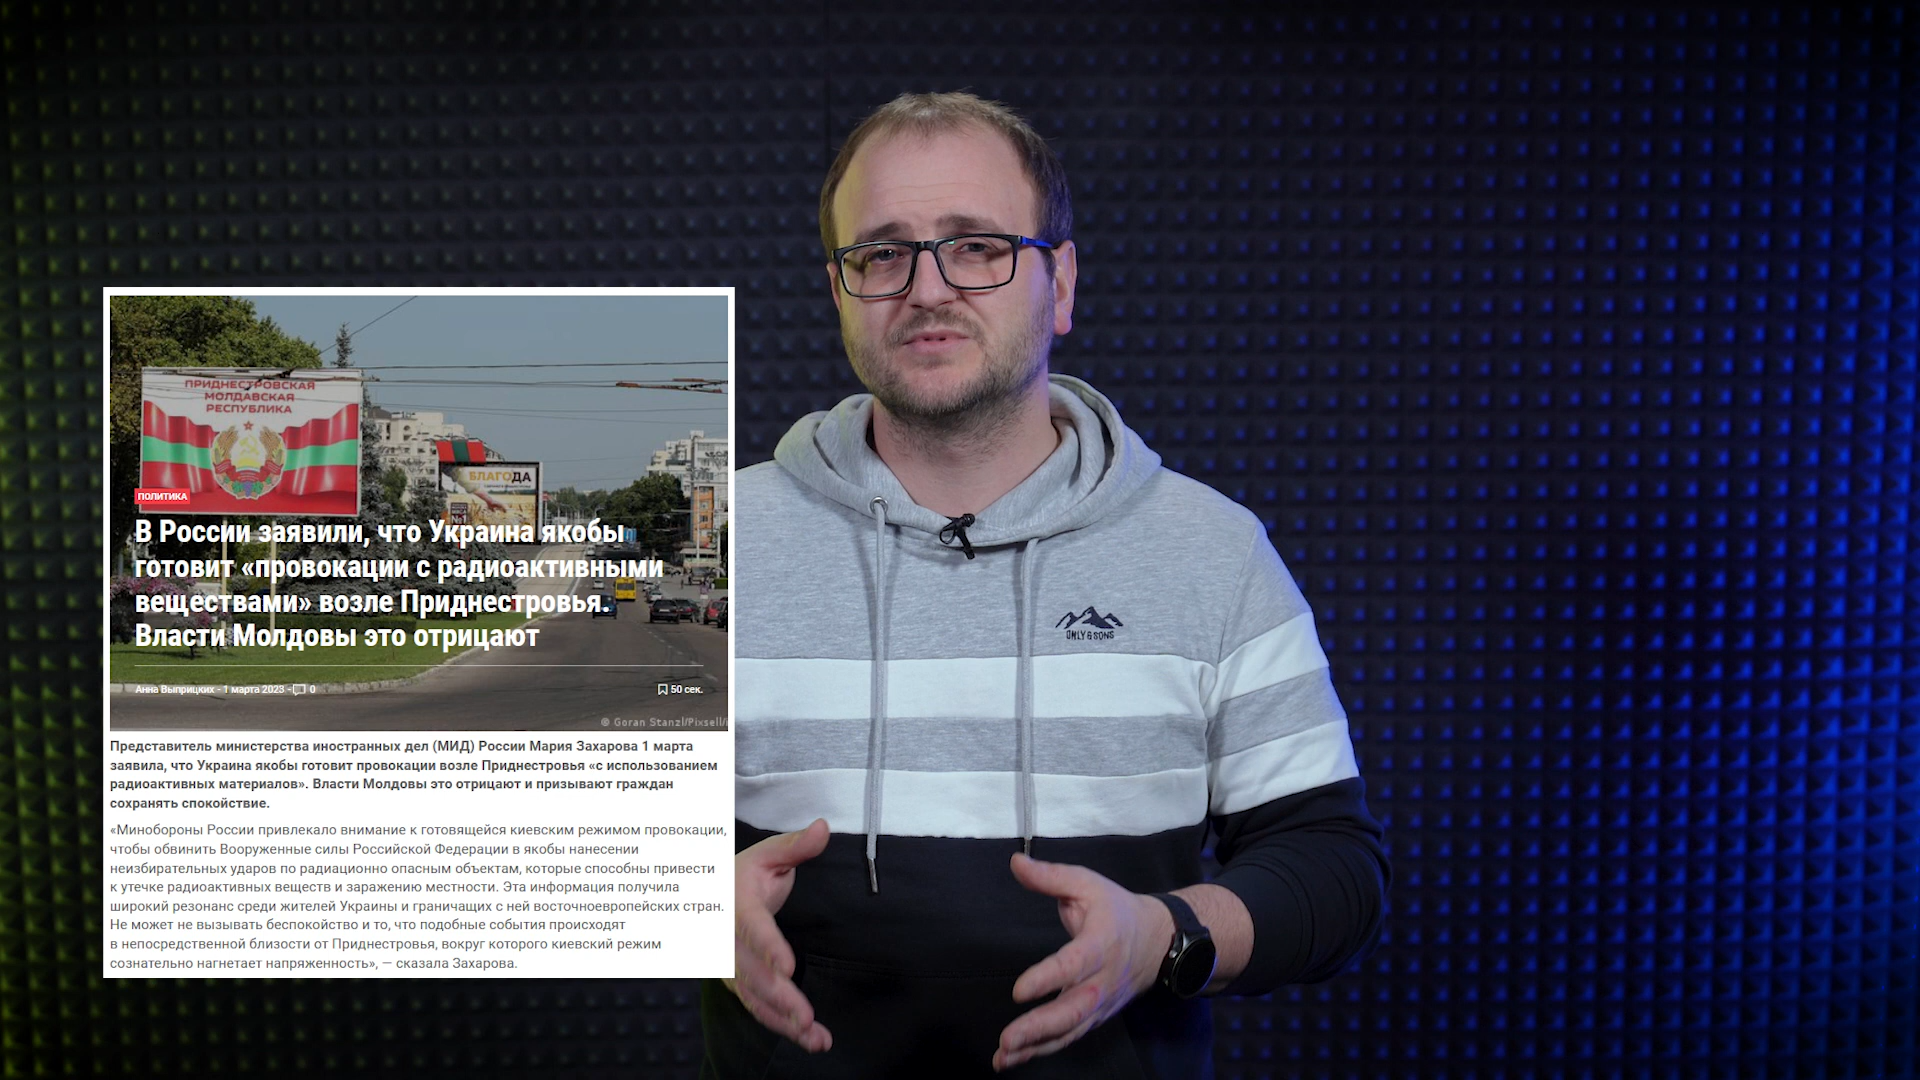 ПРИДНЕСТРОВСКАЯ
МОЛДАВСКАЯ
РЕСПУБЛИКА
БЛАГОДА
ПОЛИТИКА
В России заявили, что Украина якобы
готовит «провокации с радиоактивными
веществами» возле Приднестровья.
Власти Молдовы это отрицают
Анна Выприцких - 1 марта 2023 - 0
50 сек.
© Goran Stanzl/Pixsell/
Представитель министерства иностранных дел (МИД) России Мария Захарова 1 марта
заявила, что Украина якобы готовит провокации возле Приднестровья «с использованием
радиоактивных материалов». Власти Молдовы это отрицают и призывают граждан
сохранять спокойствие.
«Минобороны России привлекало внимание к готовящейся киевским режимом провокации,
чтобы обвинить Вооруженные силы Российской Федерации в якобы нанесении
неизбирательных ударов по радиационно опасным объектам, которые способны привести
к утечке радиоактивных веществ и заражению местности. Эта информация получила
широкий резонанс среди жителей Украины и граничащих с ней восточноевропейских стран.
Не может не вызывать беспокойство и то, что подобные события происходят
в непосредственной близости от Приднестровья, вокруг которого киевский режим
сознательно нагнетает напряженность», — сказала Захарова.
ONLY & SONS